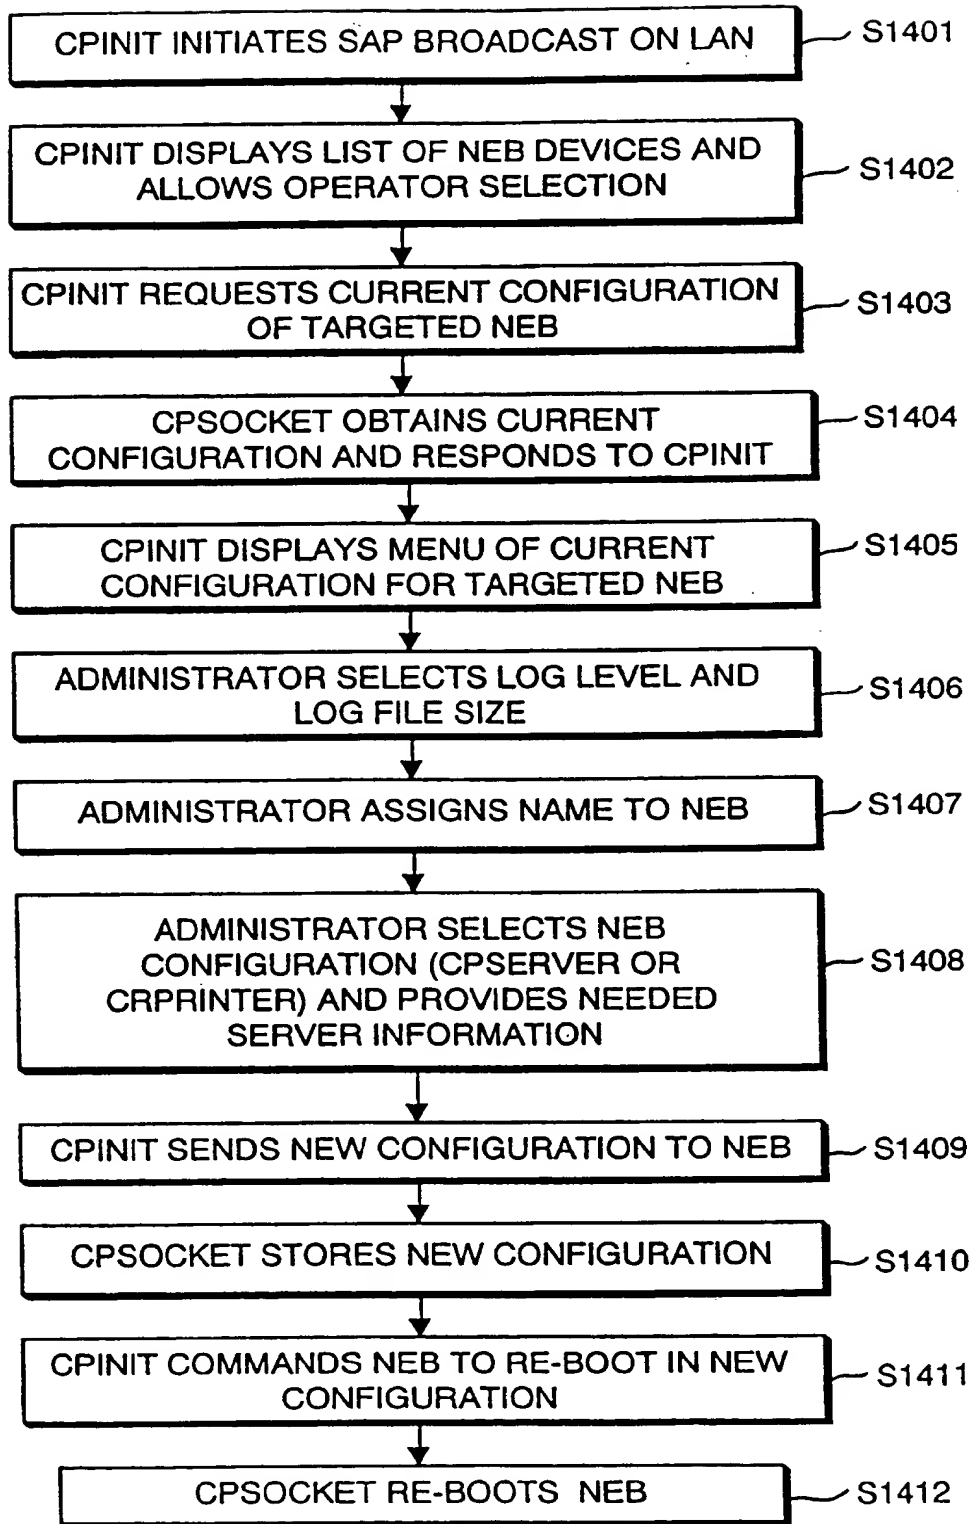 CPINIT INITIATES SAP BROADCAST ON LAN
S1401
CPINIT DISPLAYS LIST OF NEB DEVICES AND
ALLOWS OPERATOR SELECTION
S1402
CPINIT REQUESTS CURRENT CONFIGURATION
OF TARGETED NEB
S1403
CPSOCKET OBTAINS CURRENT
CONFIGURATION AND RESPONDS TO CPINIT
S1404
CPINIT DISPLAYS MENU OF CURRENT
CONFIGURATION FOR TARGETED NEB
S1405
ADMINISTRATOR SELECTS LOG LEVEL AND
LOG FILE SIZE
S1406
ADMINISTRATOR ASSIGNS NAME TO NEB
S1407
ADMINISTRATOR SELECTS NEB
CONFIGURATION (CPSERVER OR
CRPRINTER) AND PROVIDES NEEDED
SERVER INFORMATION
S1408
CPINIT SENDS NEW CONFIGURATION TO NEB
S1409
CPSOCKET STORES NEW CONFIGURATION
S1410
CPINIT COMMANDS NEB TO RE-BOOT IN NEW
CONFIGURATION
S1411
CPSOCKET RE-BOOTS NEB
S1412